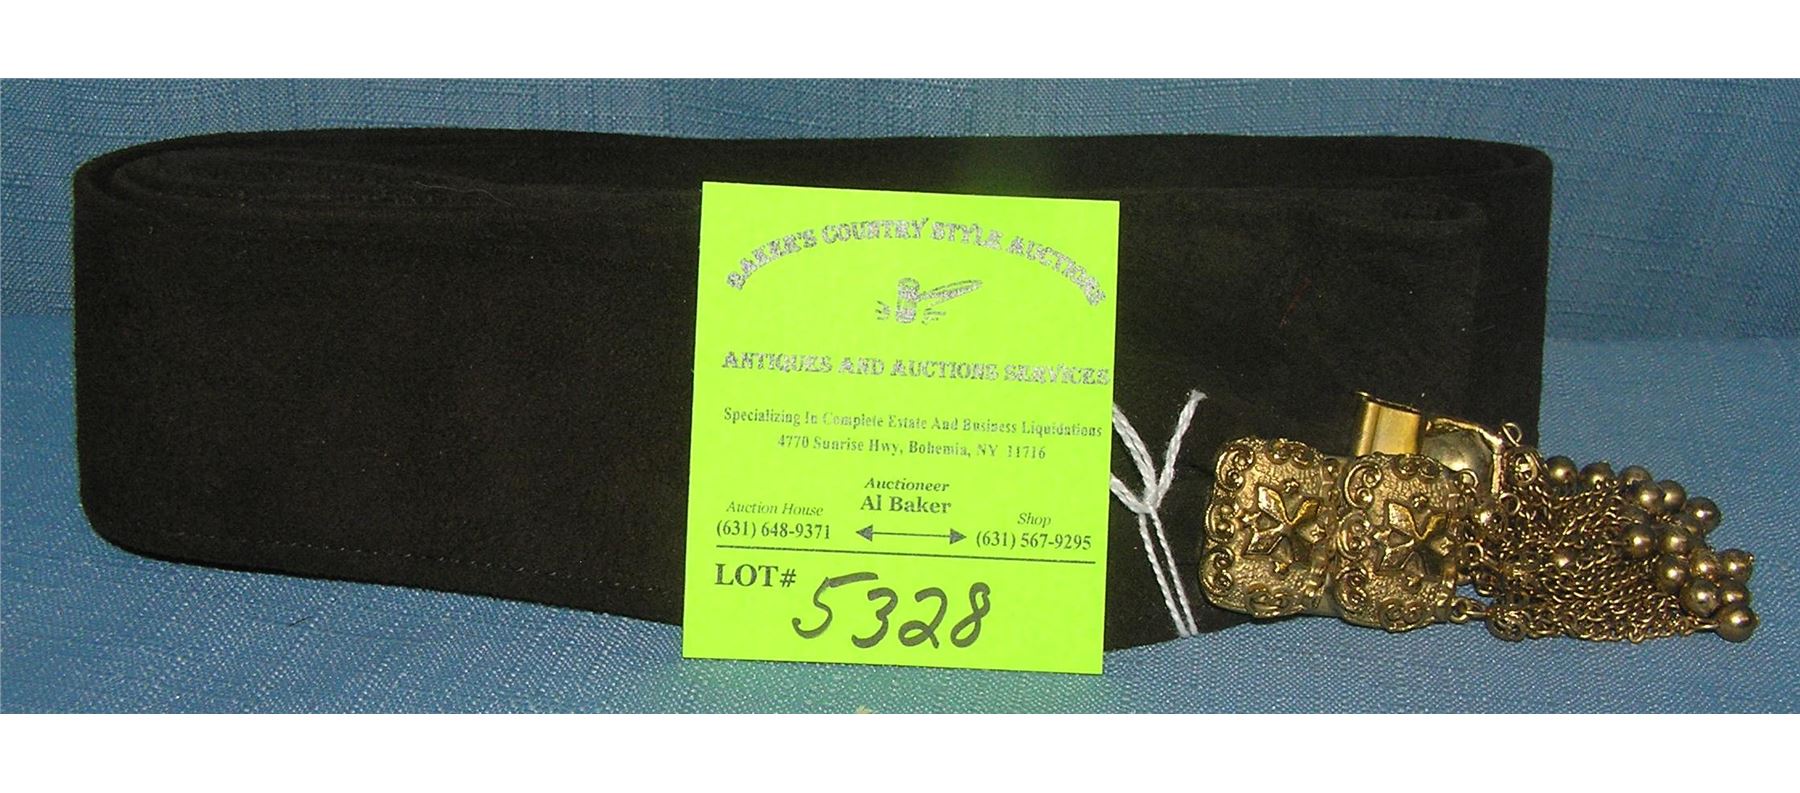 BAKER'S COUNTRY STYLE AUCTION
ANTIQUES AND AUCTIONS SERVICES
Specializing In Complete Estate And Business Liquidations
4770 Sunrise Hwy, Bohemia, NY 11716
Auctioneer
Al Baker
Auction House
(631) 648-9371
Shop
(631) 567-9295
LOT# 5328